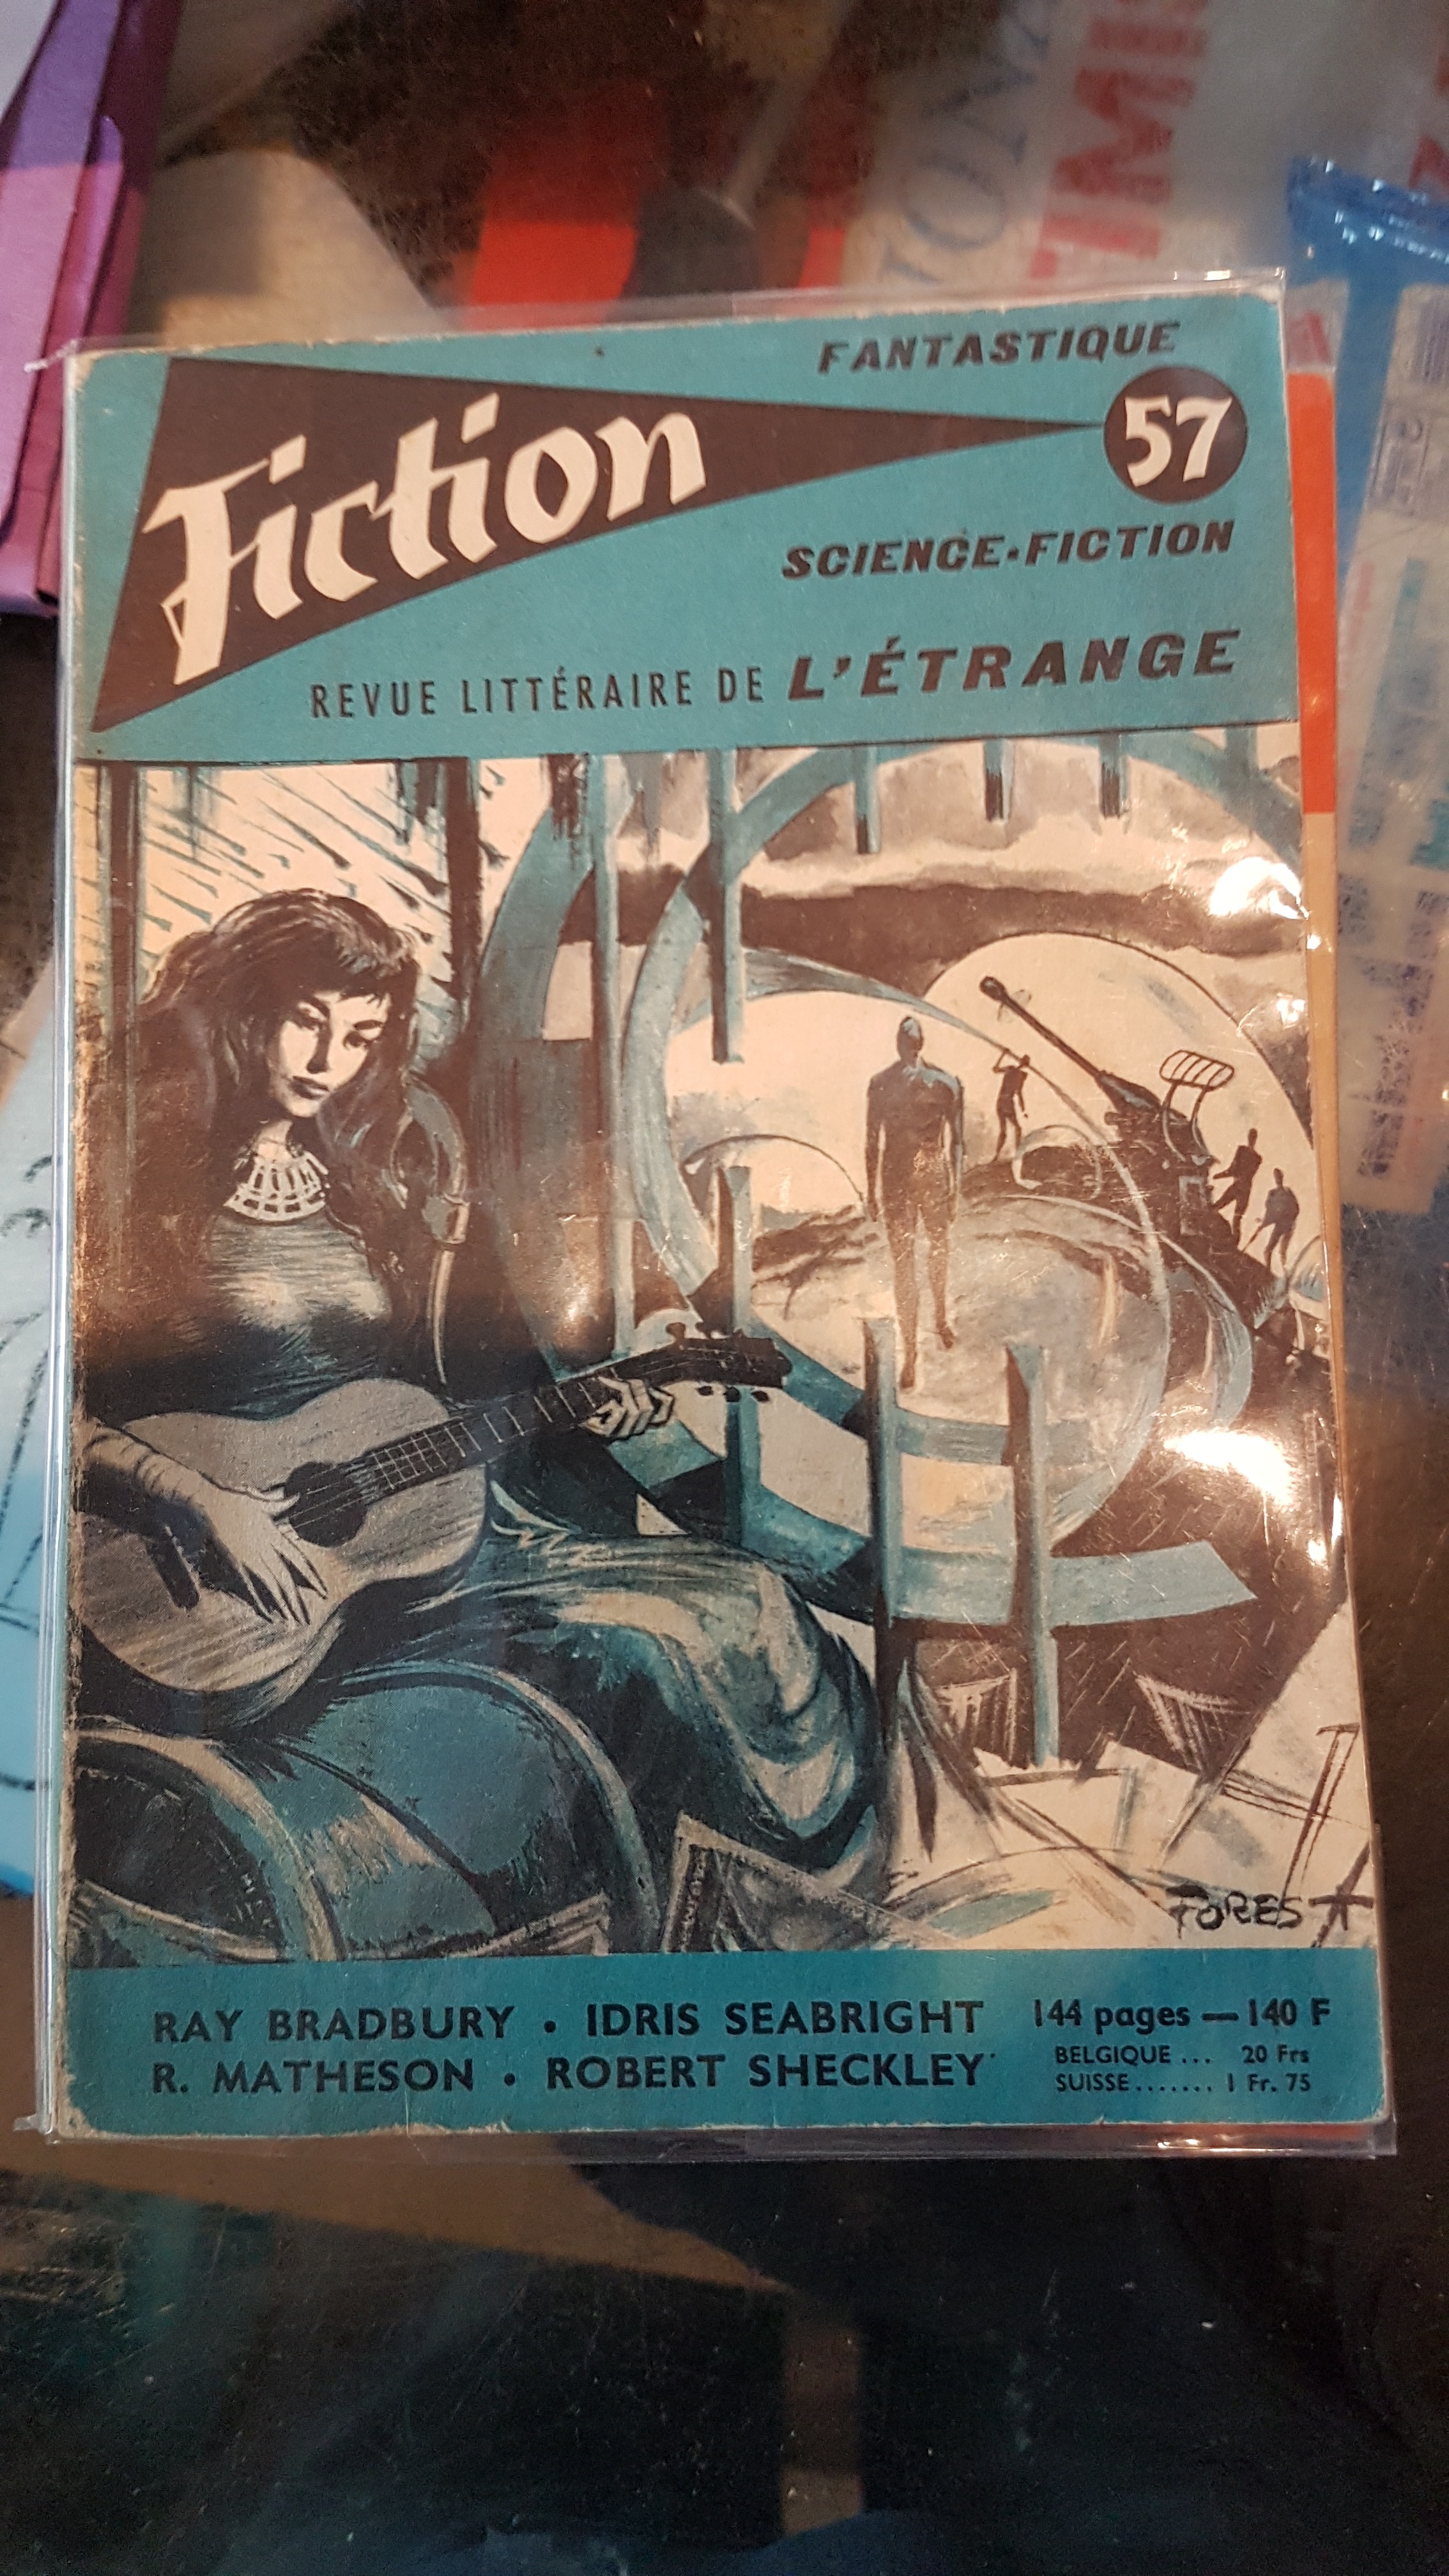 FANTASTIQUE
Fiction
57
SCIENCE-FICTION
REVUE LITTÉRAIRE DE L'ÉTRANGE
FOREST
RAY BRADBURY • IDRIS SEABRIGHT
R. MATHESON • ROBERT SHECKLEY
144 pages — 140 F
BELGIQUE ... 20 Frs
SUISSE ....... 1 Fr. 75